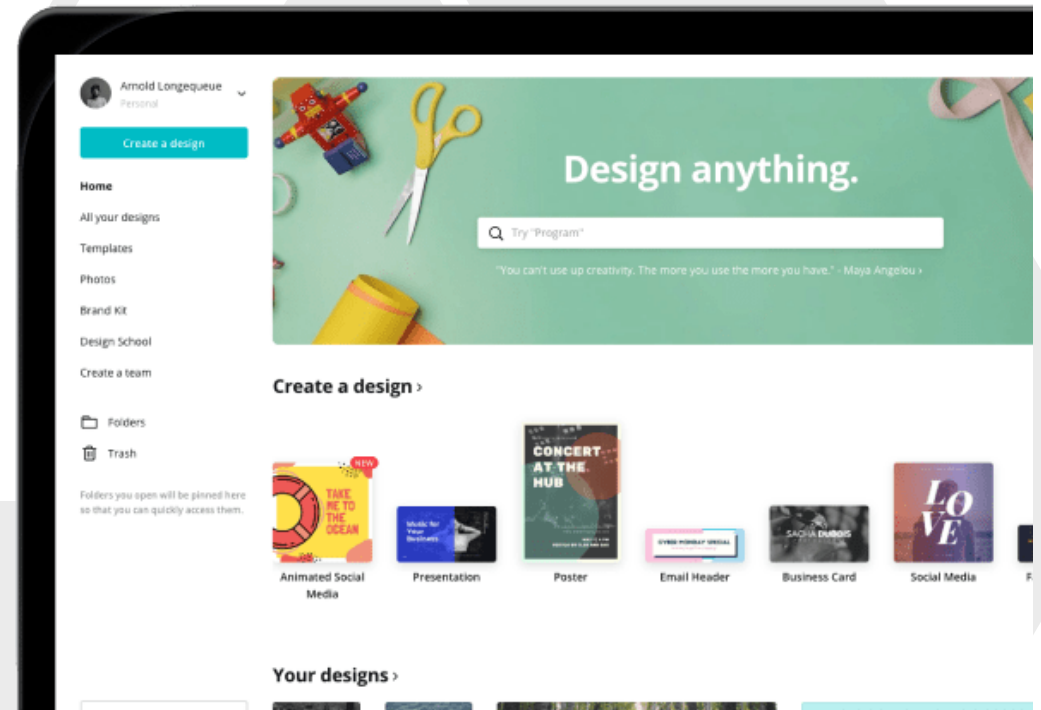 Arnold Longequeue
Personal
Create a design
Home
All your designs
Templates
Photos
Brand Kit
Design School
Create a team
Folders
Trash
Folders you open will be pinned here
so that you can quickly access them.
Design anything.
Try "Program"
"You can't use up creativity. The more you use the more you have." - Maya Angelou ›
Create a design ›
NEW
TAKE
ME TO
THE
OCEAN
Animated Social
Media
Music for
Your
Business
Presentation
CONCERT
AT THE
HUB
Poster
CYBER MONDAY SPECIAL
Email Header
SACHA DUBOIS
Business Card
LO
VE
Social Media
Your designs ›